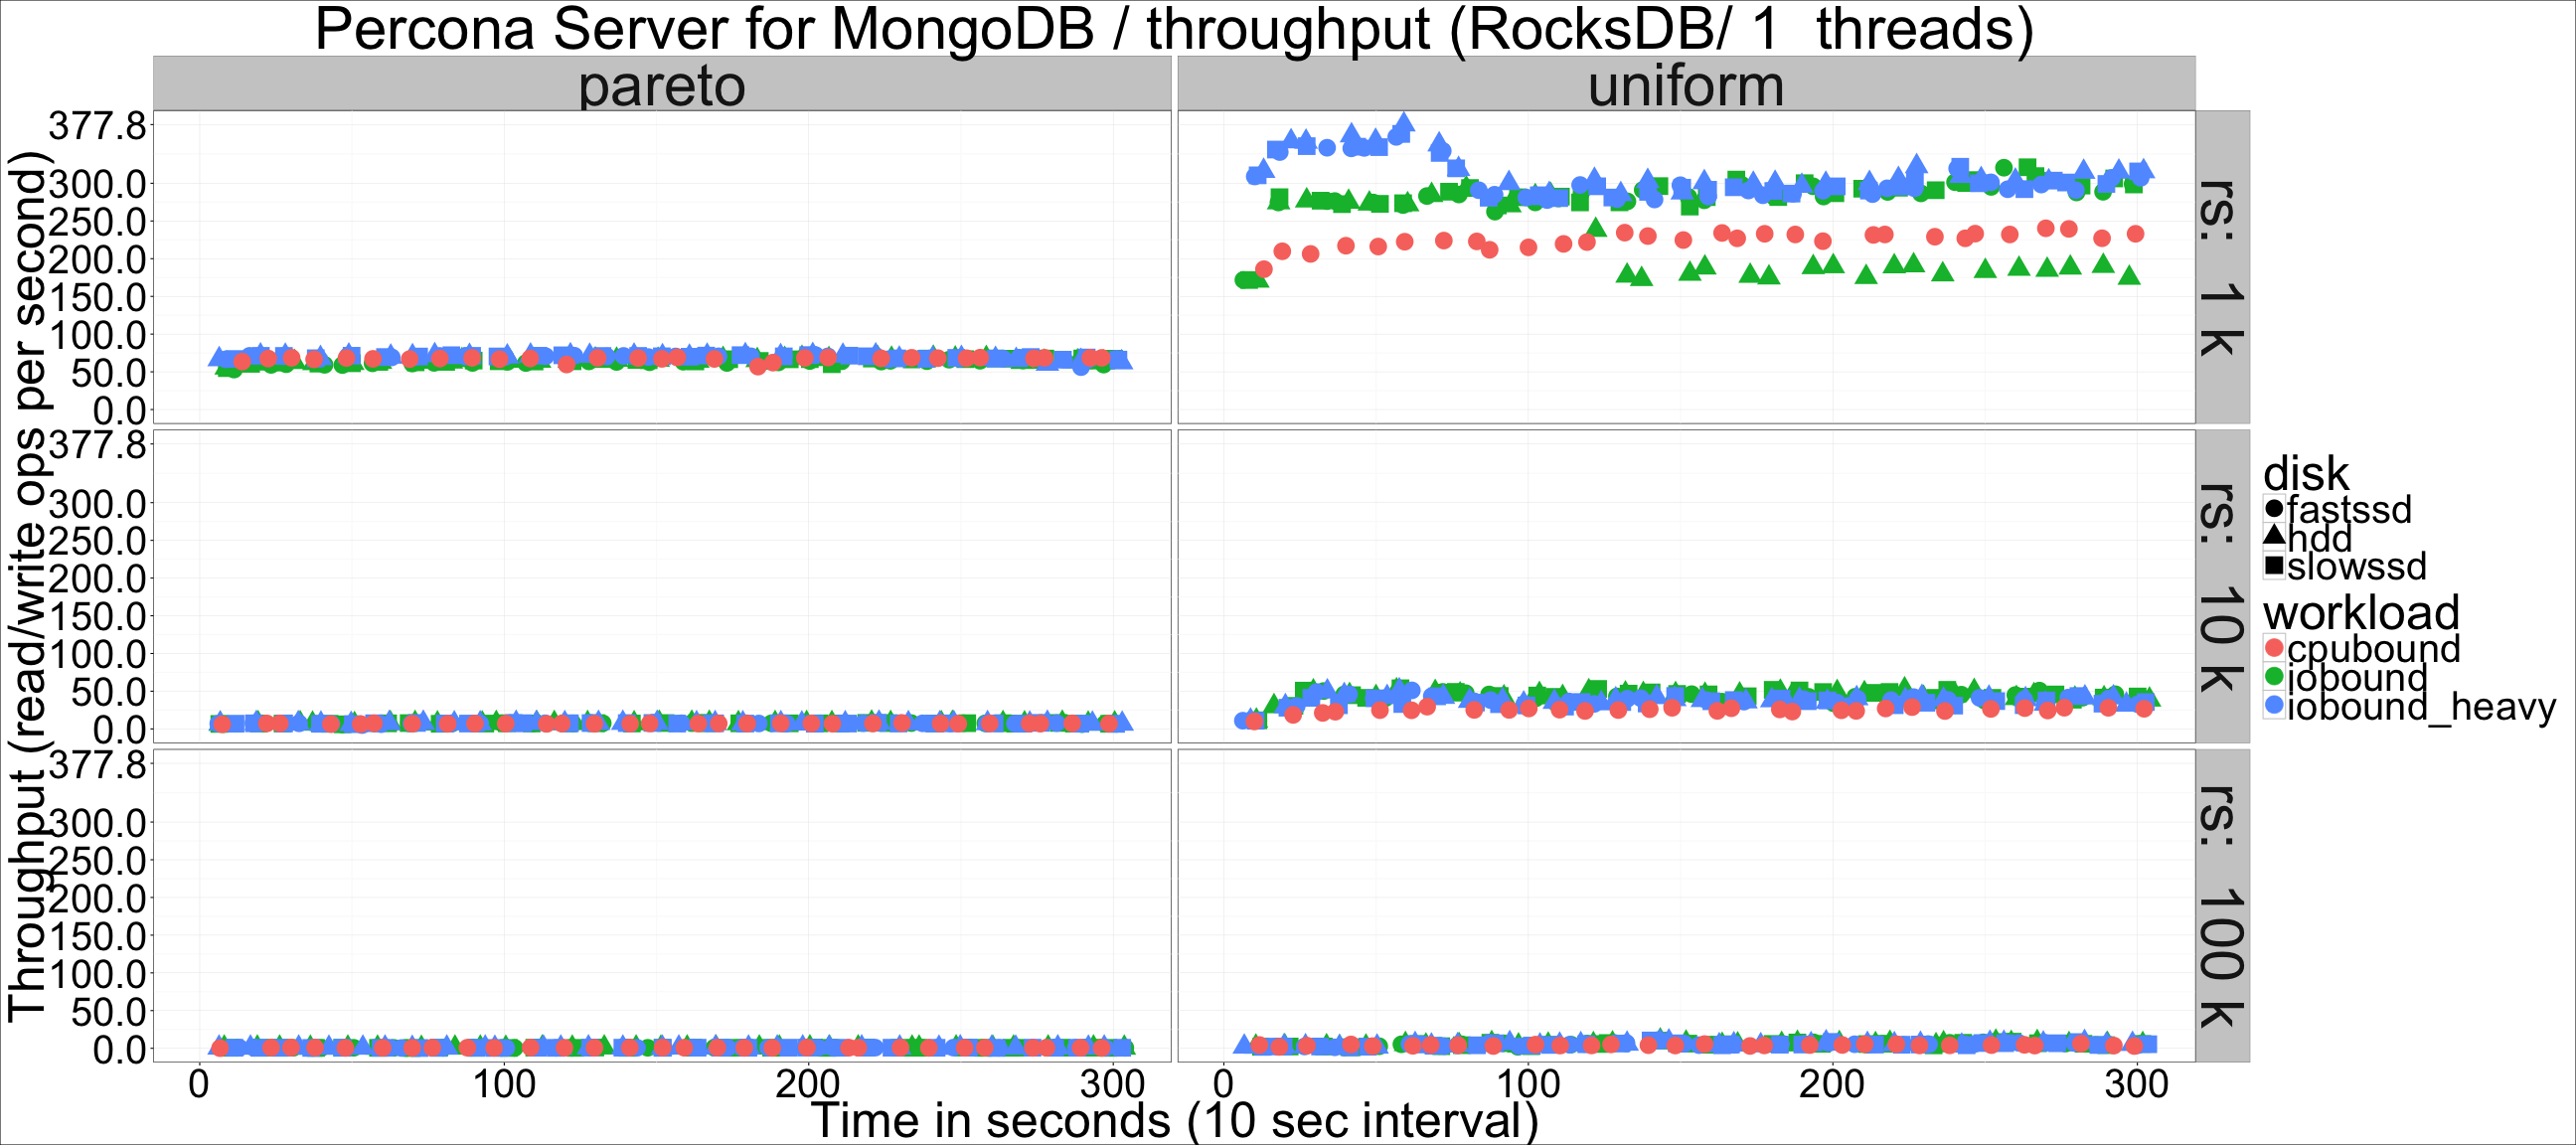 Percona Server for MongoDB / throughput (RocksDB/ 1  threads)
pareto
uniform
Throughput (read/write ops per second)
377.8
300.0
250.0
200.0
150.0
100.0
50.0
0.0
rs:  1 k
377.8
300.0
250.0
200.0
150.0
100.0
50.0
0.0
rs:  10 k
377.8
300.0
250.0
200.0
150.0
100.0
50.0
0.0
rs:  100 k
0 100 200 300
0 100 200 300
Time in seconds (10 sec interval)
disk
fastssd
hdd
slowssd
workload
cpubound
iobound
iobound_heavy